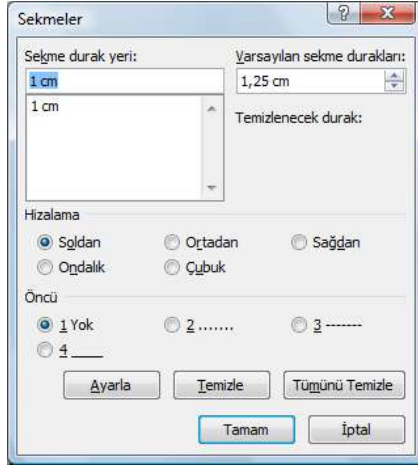 Sekmeler
Sekme durak yeri:
Varsayılan sekme durakları:
1 cm
1,25 cm
1 cm
Temizlenecek durak:
Hizalama
Soldan
Ortadan
Sağdan
Ondalık
Çubuk
Öncü
1 Yok
2 .......
3 -------
4 ____
Ayarla
Temizle
Tümünü Temizle
Tamam
İptal